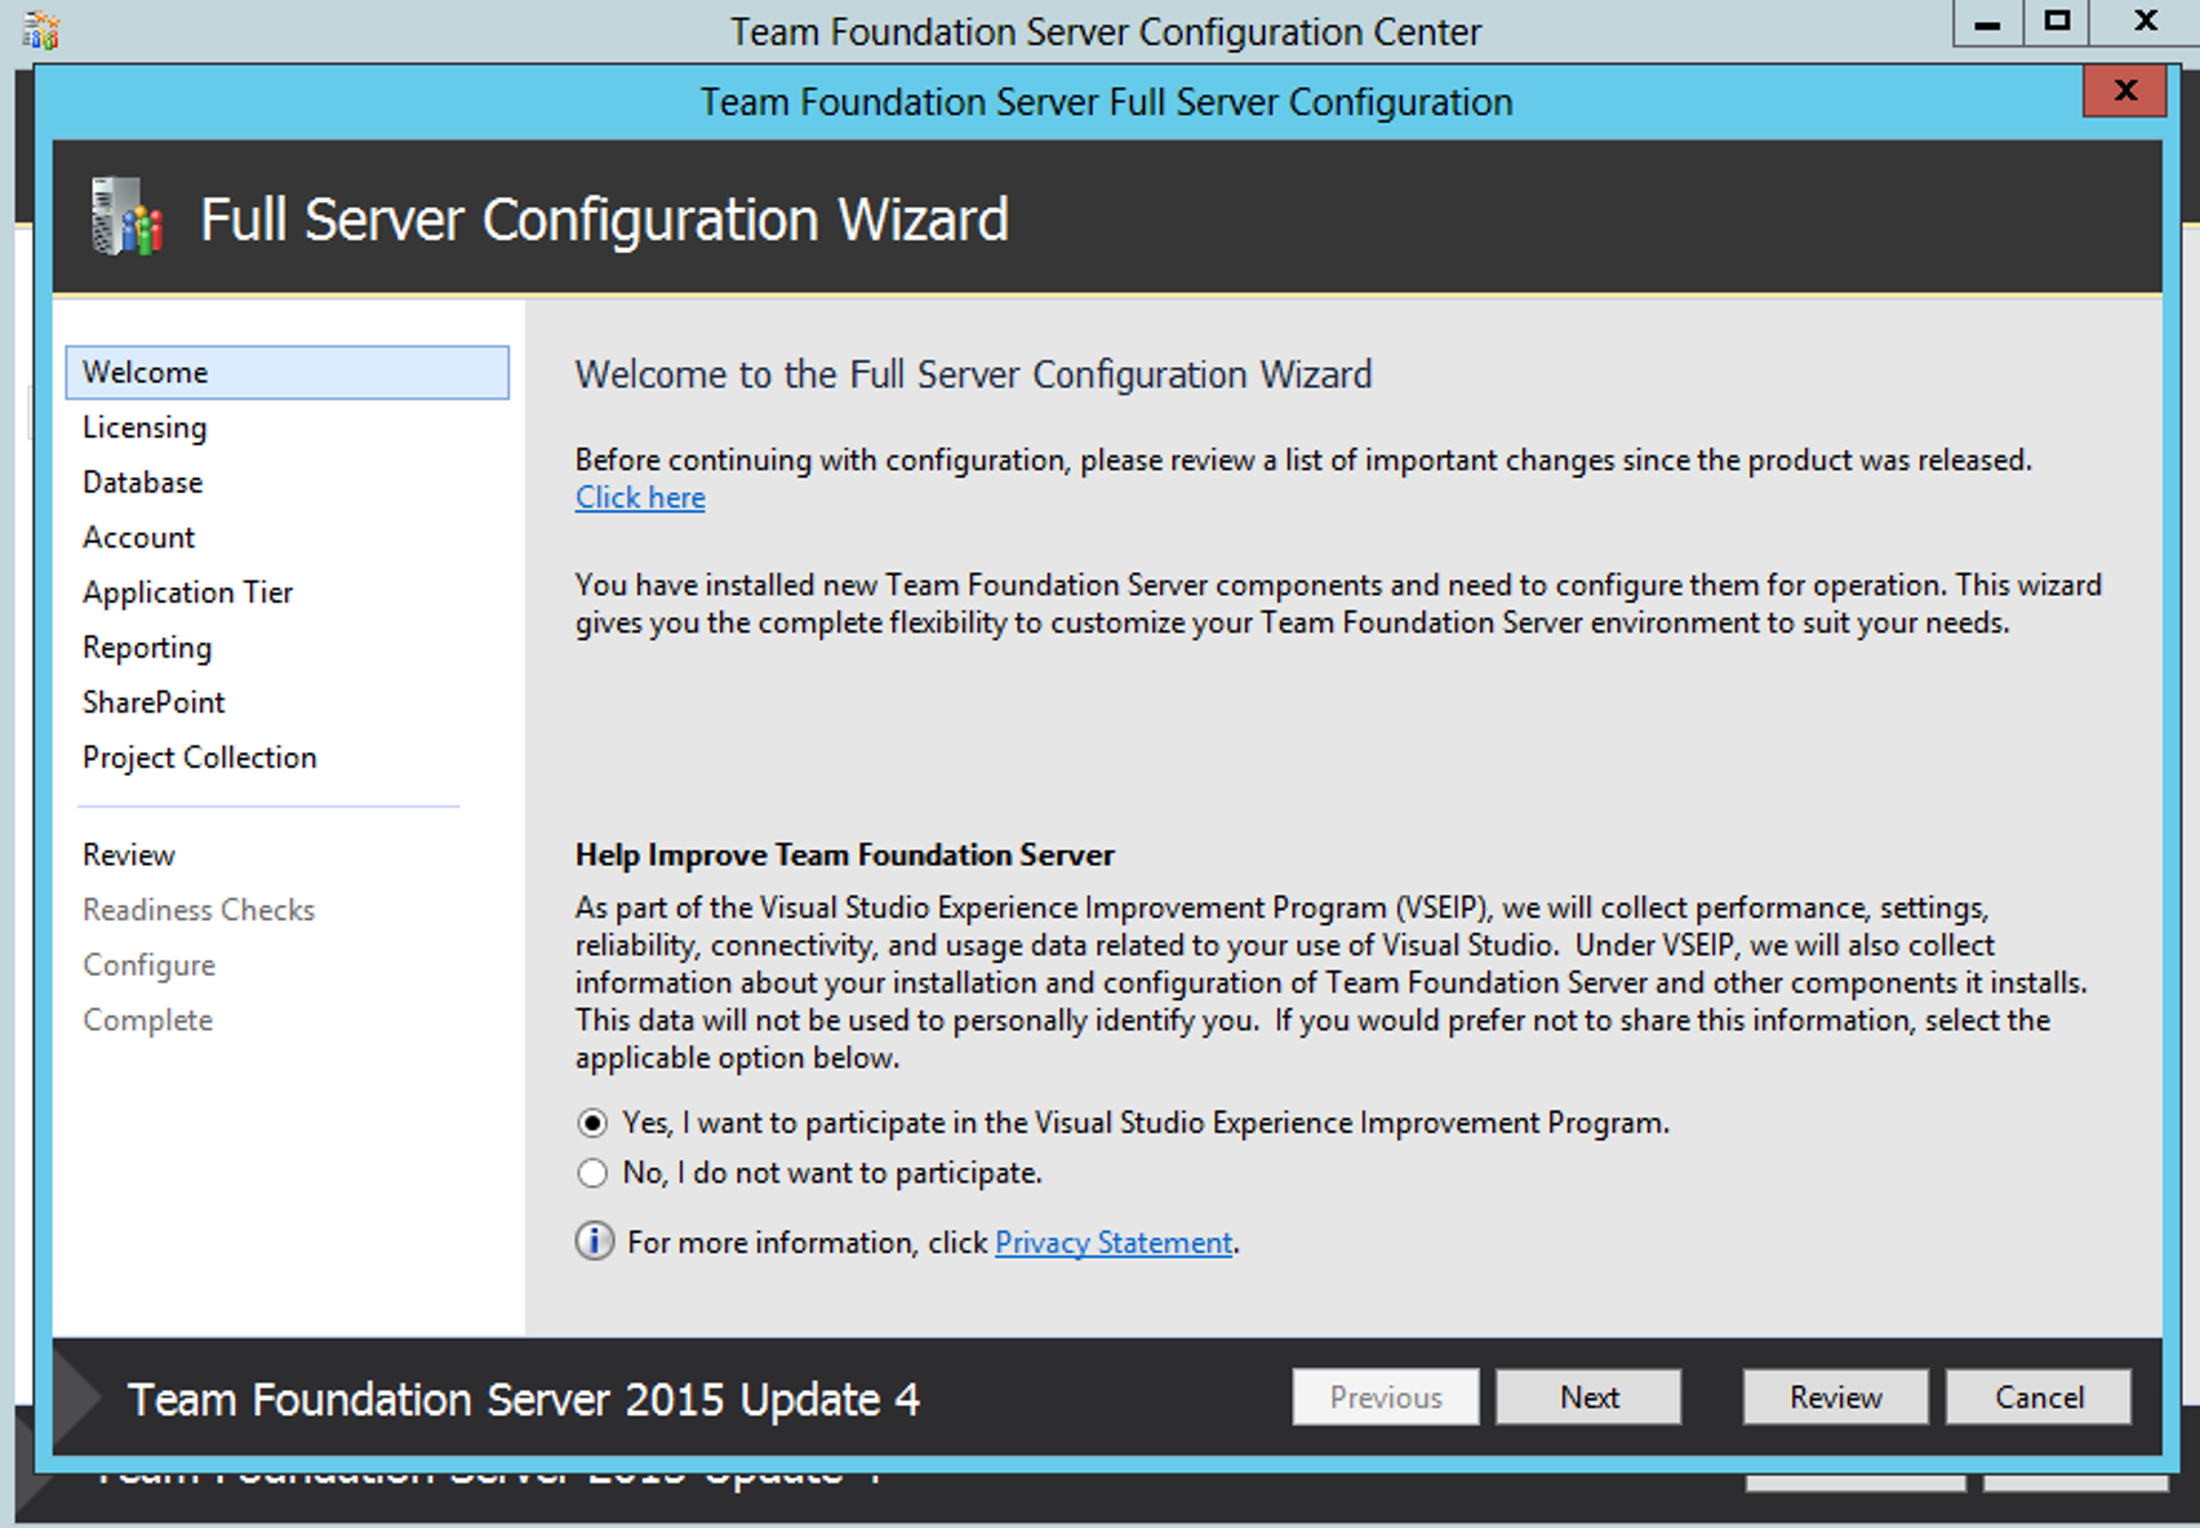 Team Foundation Server Configuration Center
Team Foundation Server Full Server Configuration
Full Server Configuration Wizard
Welcome
Licensing
Database
Account
Application Tier
Reporting
SharePoint
Project Collection
Review
Readiness Checks
Configure
Complete
Welcome to the Full Server Configuration Wizard
Before continuing with configuration, please review a list of important changes since the product was released.
Click here
You have installed new Team Foundation Server components and need to configure them for operation. This wizard
gives you the complete flexibility to customize your Team Foundation Server environment to suit your needs.
Help Improve Team Foundation Server
As part of the Visual Studio Experience Improvement Program (VSEIP), we will collect performance, settings,
reliability, connectivity, and usage data related to your use of Visual Studio.  Under VSEIP, we will also collect
information about your installation and configuration of Team Foundation Server and other components it installs.
This data will not be used to personally identify you.  If you would prefer not to share this information, select the
applicable option below.
Yes, I want to participate in the Visual Studio Experience Improvement Program.
No, I do not want to participate.
For more information, click Privacy Statement.
Team Foundation Server 2015 Update 4
Previous
Next
Review
Cancel
Team Foundation Server 2015 Update 4